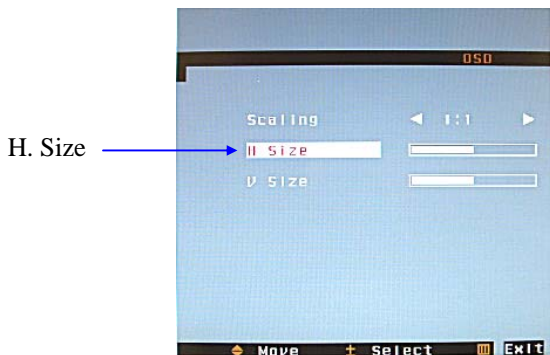 OSD
Scaling 1:1
H. Size
H Size
V Size
Move Select Exit